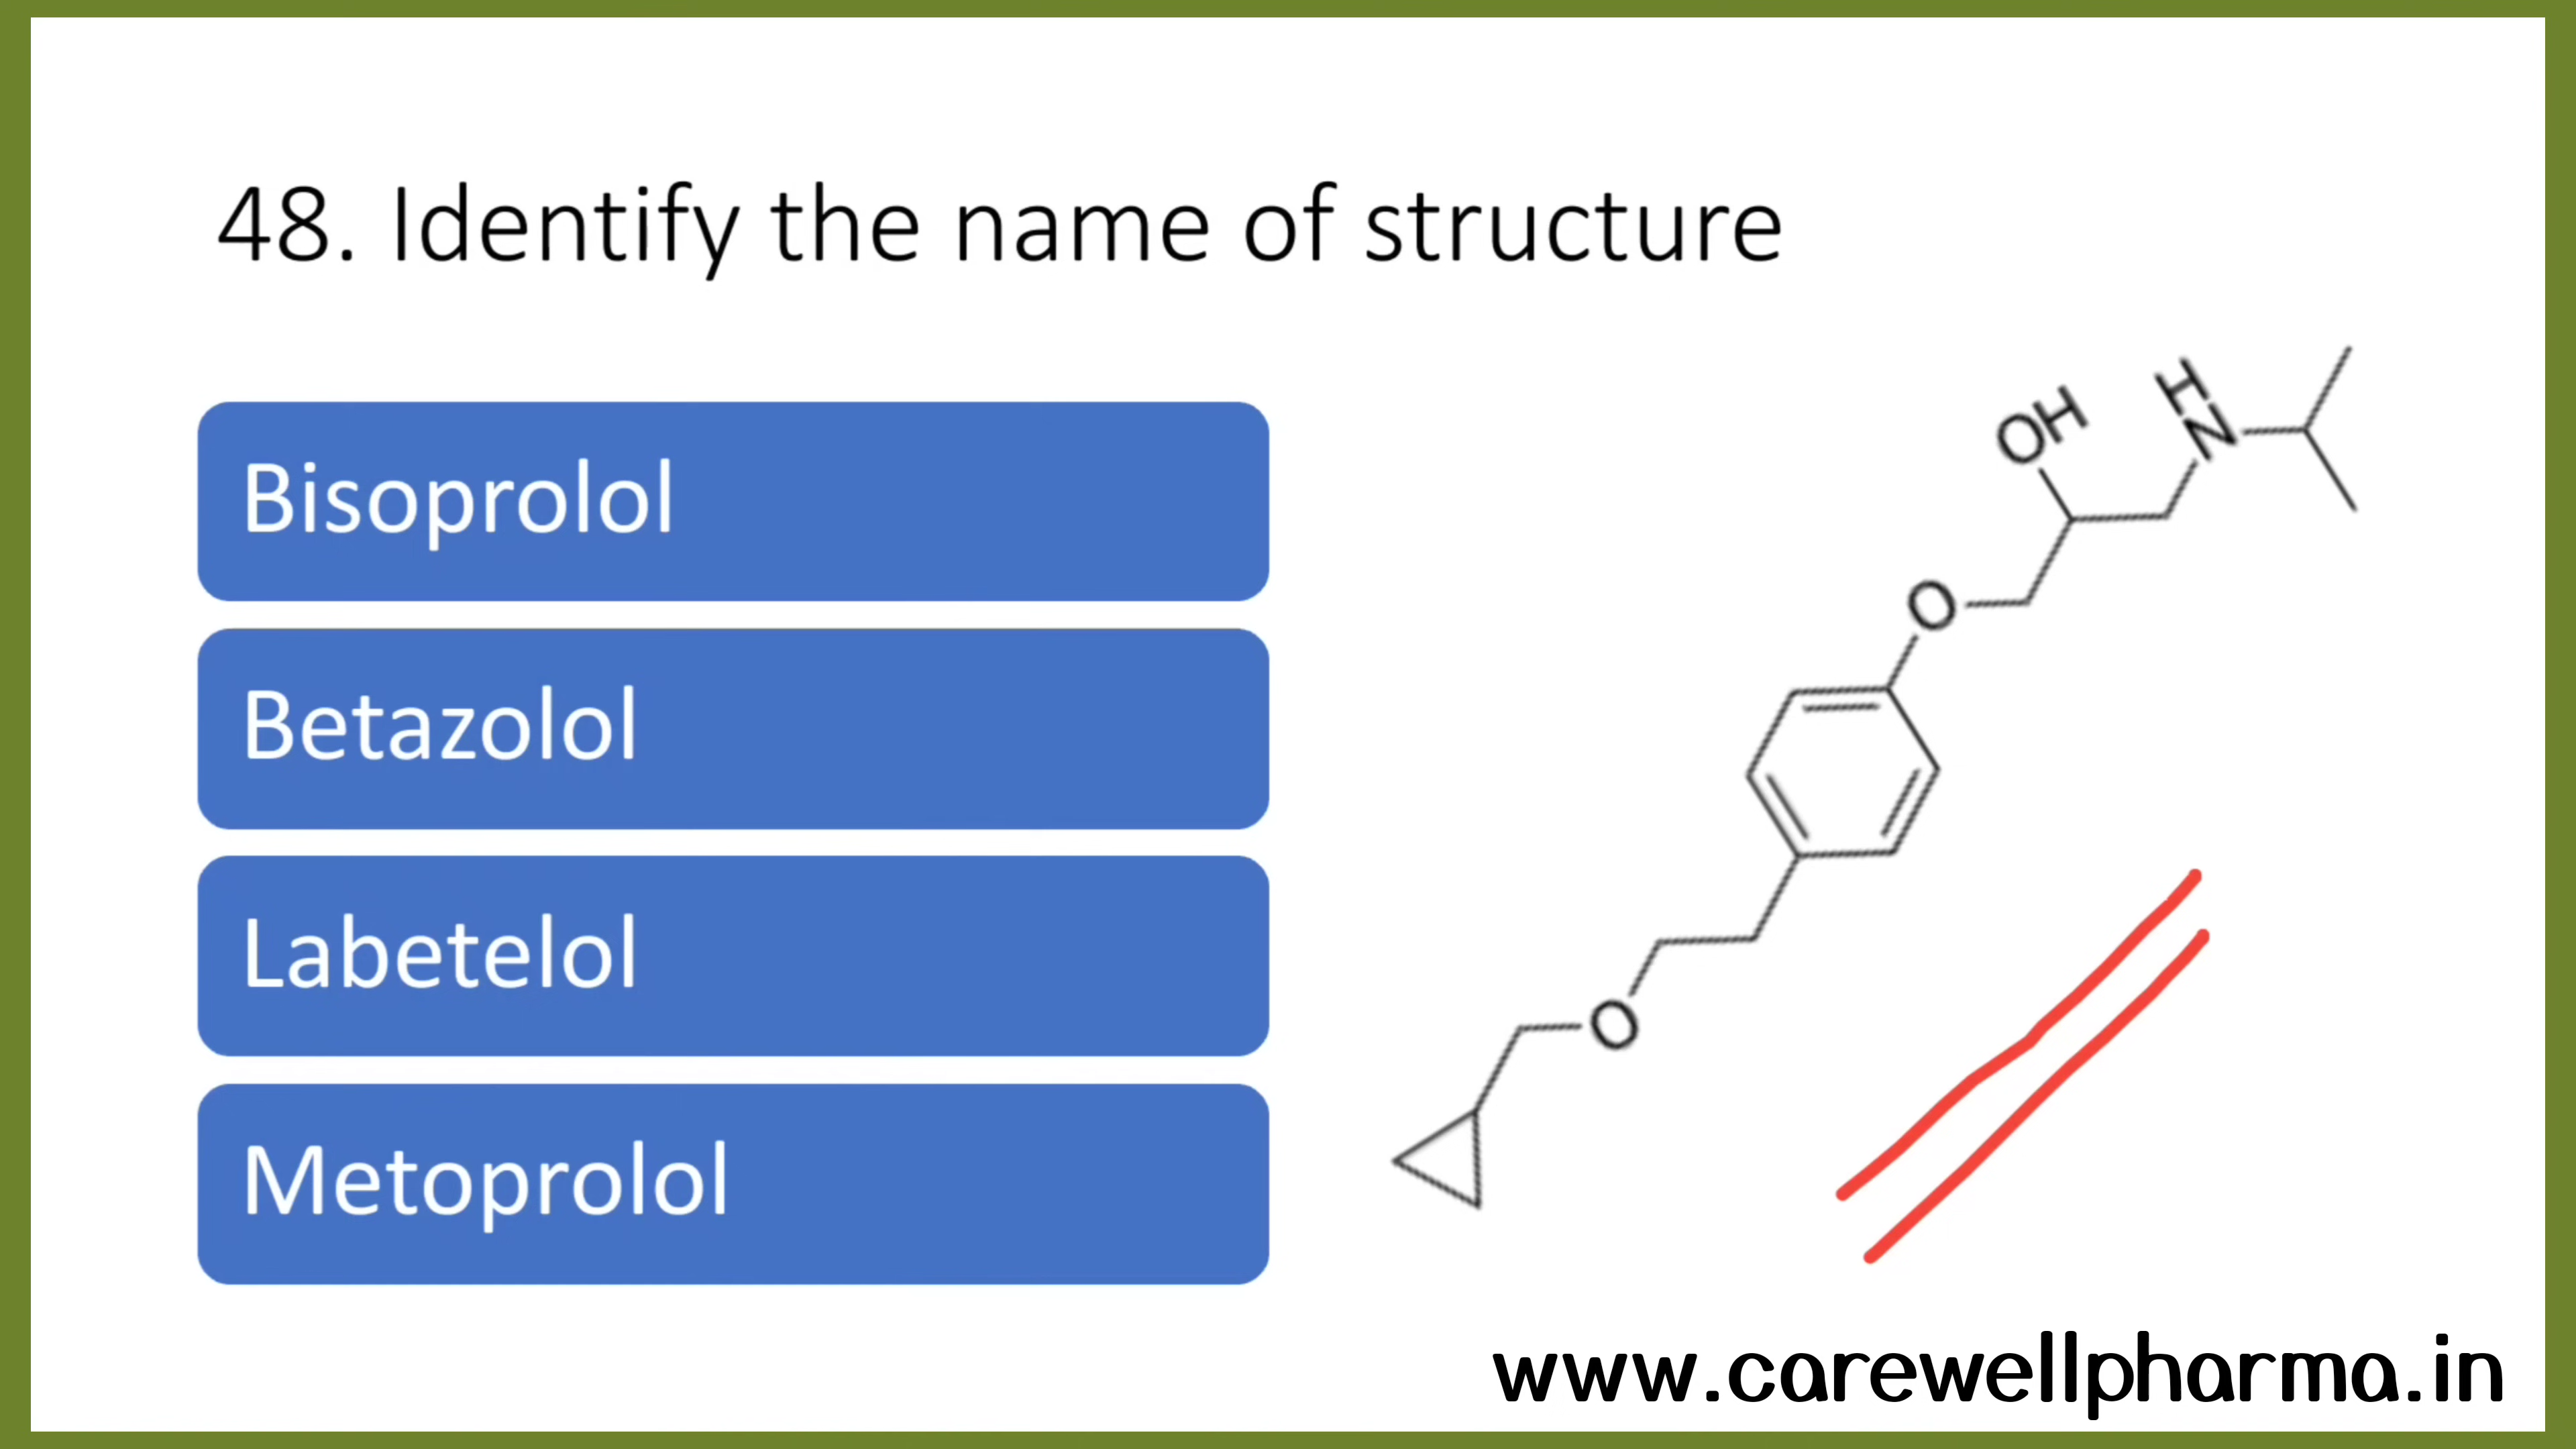 48. Identify the name of structure
Bisoprolol
Betazolol
Labetelol
Metoprolol
OH
H
N
O
O
www.carewellpharma.in